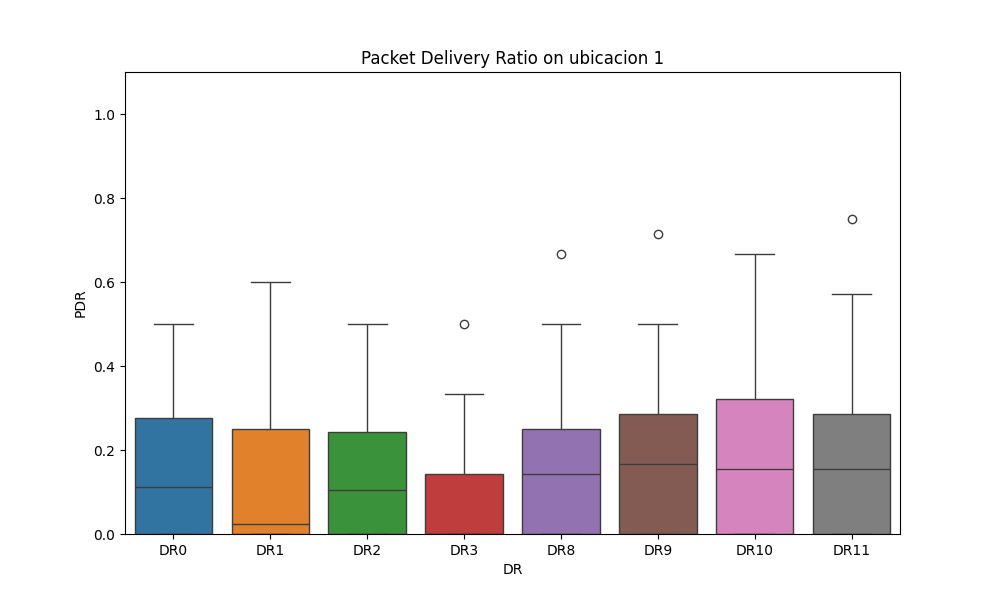 Packet Delivery Ratio on ubicacion 1
1.0
0.8
0.6
0.4
0.2
0.0
PDR
DR0 DR1 DR2 DR3 DR8 DR9 DR10 DR11
DR